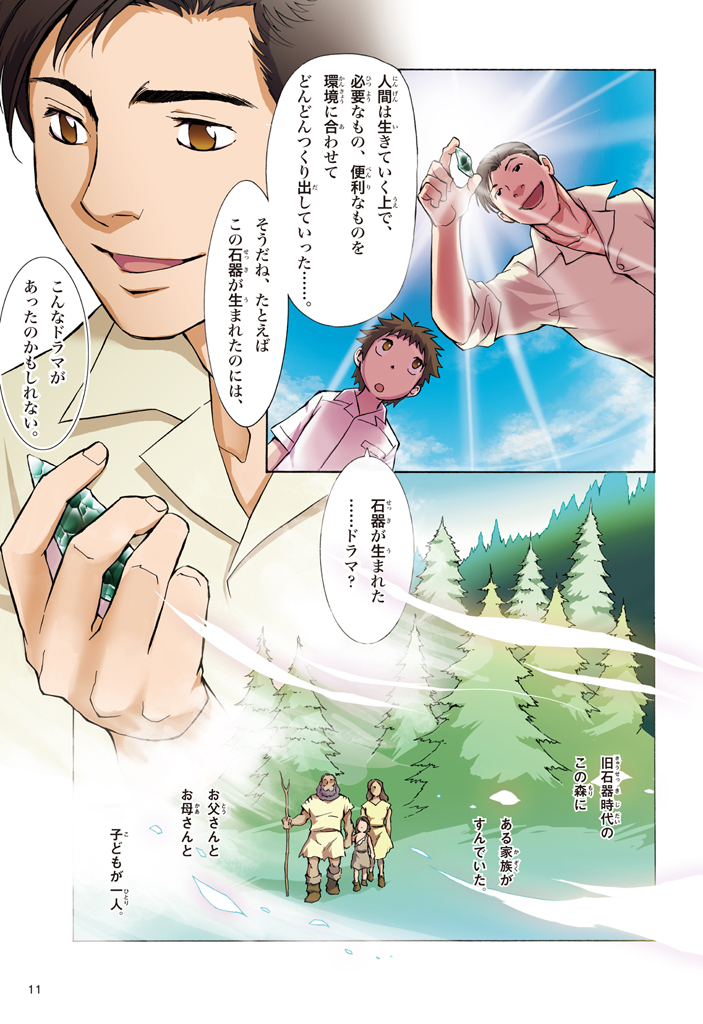 人間は生きていく上で、
必要なもの、便利なものを
環境に合わせて
どんどんつくり出していった……。
そうだね、たとえば
この石器が生まれたのには、
こんなドラマが
あったのかもしれない。
石器が生まれた
……ドラマ？
旧石器時代の
この森に
ある家族が
すんでいた。
お父さんと
お母さんと
子どもが一人。
11